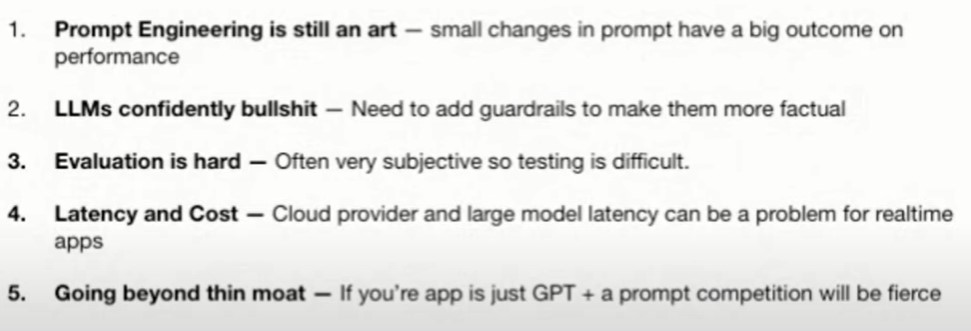 1. Prompt Engineering is still an art — small changes in prompt have a big outcome on
performance
2. LLMs confidently bullshit — Need to add guardrails to make them more factual
3. Evaluation is hard — Often very subjective so testing is difficult.
4. Latency and Cost — Cloud provider and large model latency can be a problem for realtime
apps
5. Going beyond thin moat — If you're app is just GPT + a prompt competition will be fierce